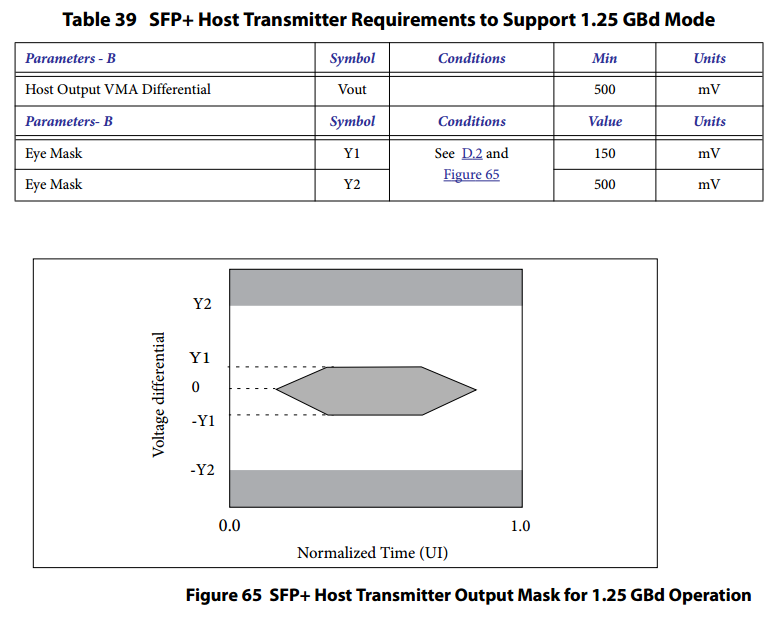 Table 39 SFP+ Host Transmitter Requirements to Support 1.25 GBd Mode
Parameters - B Symbol Conditions Min Units
Host Output VMA Differential Vout 500 mV
Parameters- B Symbol Conditions Value Units
Eye Mask Y1 See D.2 and Figure 65 150 mV
Eye Mask Y2 500 mV
Y2
Y1
0
-Y1
-Y2
Voltage differential
0.0 1.0
Normalized Time (UI)
Figure 65 SFP+ Host Transmitter Output Mask for 1.25 GBd Operation